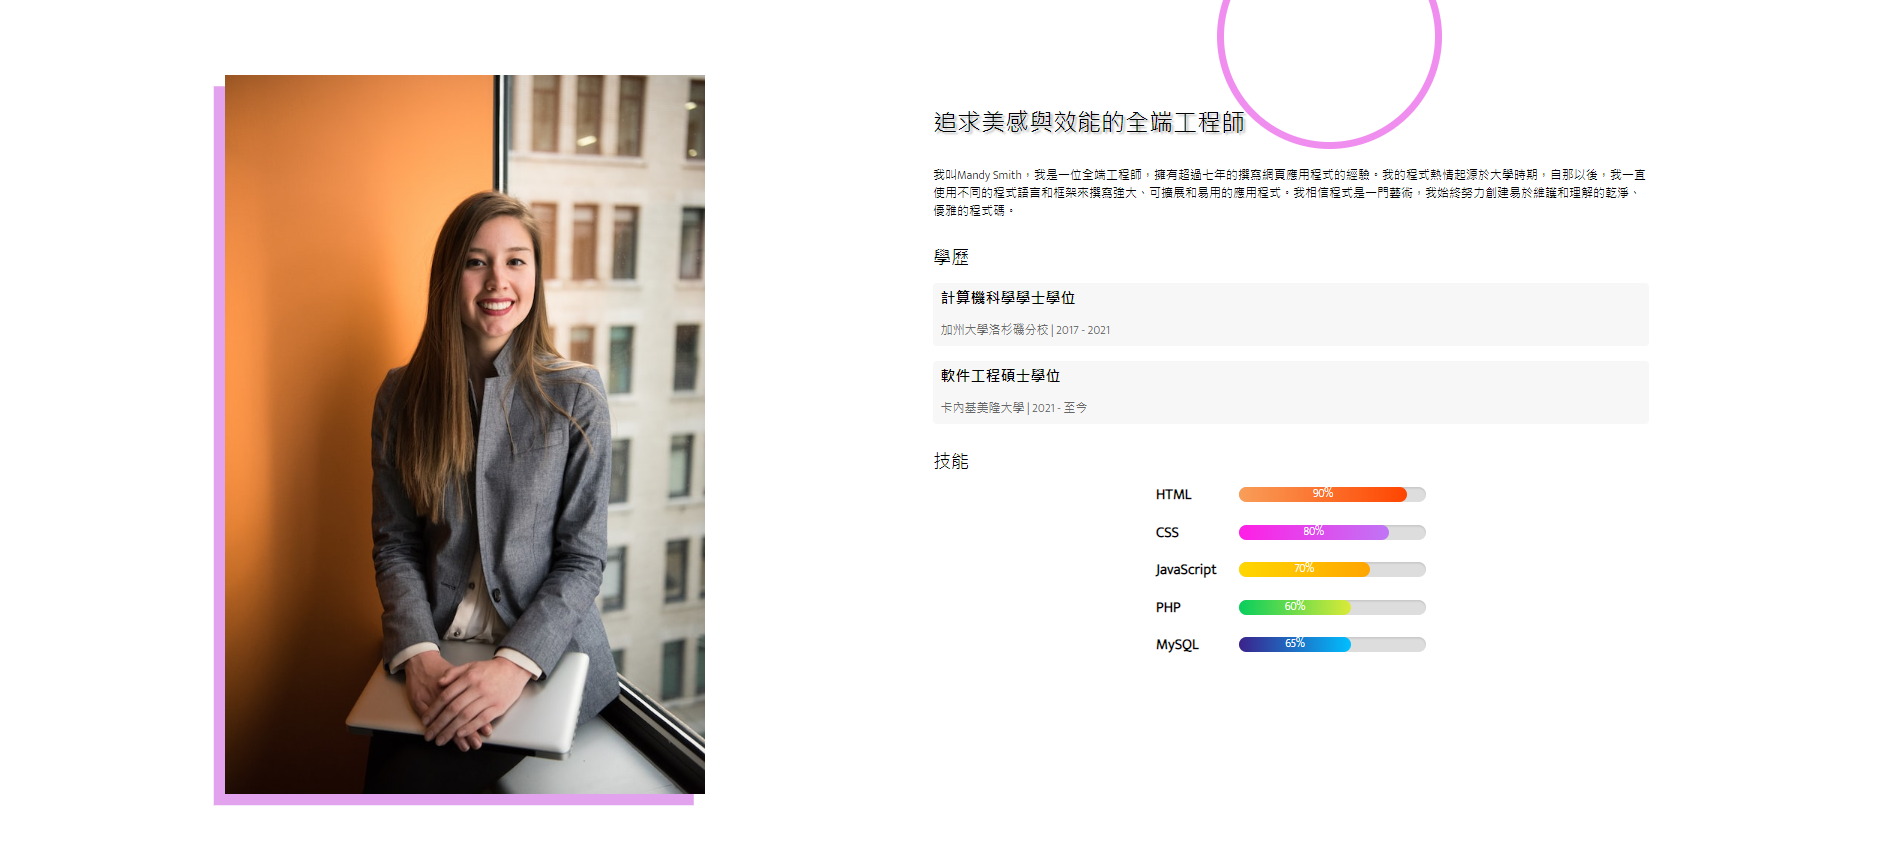 追求美感與效能的全端工程師
我叫Mandy Smith，我是一位全端工程師，擁有超過七年的撰寫網頁應用程式的經驗。我的程式熱情起源於大學時期，自那以後，我一直
使用不同的程式語言和框架來撰寫強大、可擴展和易用的應用程式。我相信程式是一門藝術，我始終努力創建易於維護和理解的乾淨、
優雅的程式碼。
學歷
計算機科學學士學位
加州大學洛杉磯分校 | 2017 - 2021
軟件工程碩士學位
卡內基美隆大學 | 2021 - 至今
技能
HTML 90%
CSS 80%
JavaScript 70%
PHP 60%
MySQL 65%